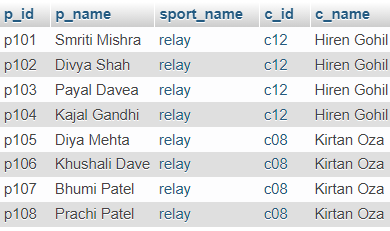 p_id p_name sport_name c_id c_name
p101 Smriti Mishra relay c12 Hiren Gohil
p102 Divya Shah relay c12 Hiren Gohil
p103 Payal Davea relay c12 Hiren Gohil
p104 Kajal Gandhi relay c12 Hiren Gohil
p105 Diya Mehta relay c08 Kirtan Oza
p106 Khushali Dave relay c08 Kirtan Oza
p107 Bhumi Patel relay c08 Kirtan Oza
p108 Prachi Patel relay c08 Kirtan Oza